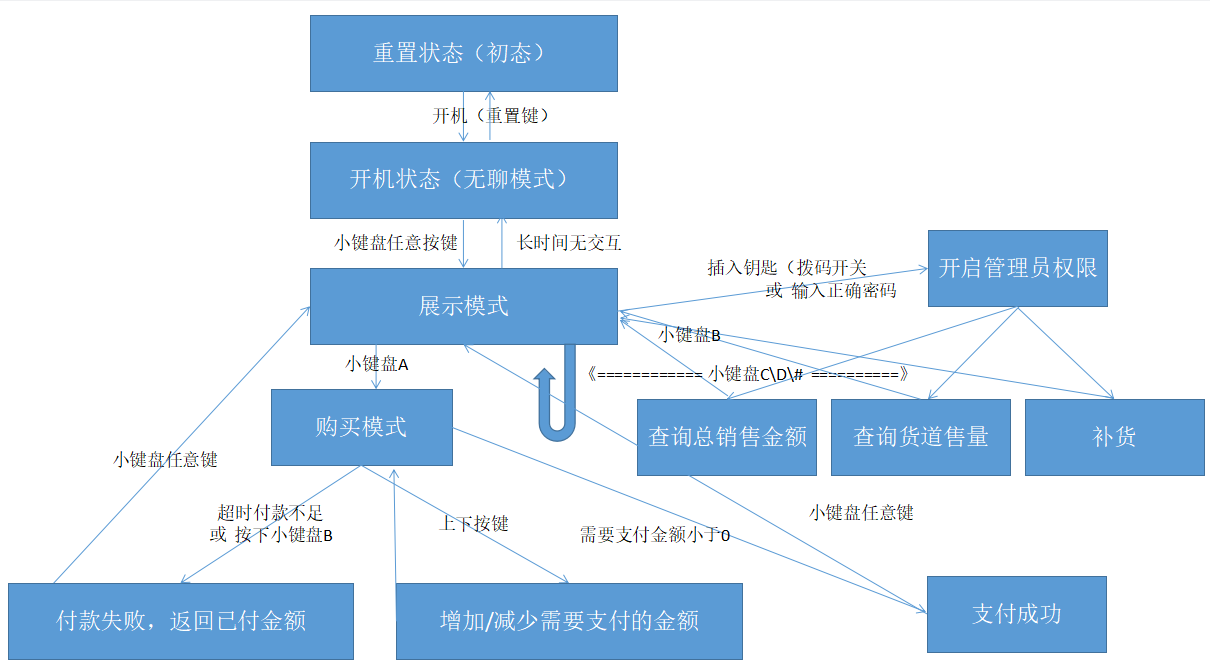 重置状态（初态）
开机（重置键）
开机状态（无聊模式）
小键盘任意按键
长时间无交互
展示模式
插入钥匙（拨码开关
或 输入正确密码
开启管理员权限
小键盘B
小键盘A
《============ 小键盘C\D\# ==========》
购买模式
查询总销售金额
查询货道售量
补货
小键盘任意键
超时付款不足
或 按下小键盘B
上下按键
需要支付金额小于0
小键盘任意键
付款失败，返回已付金额
增加/减少需要支付的金额
支付成功